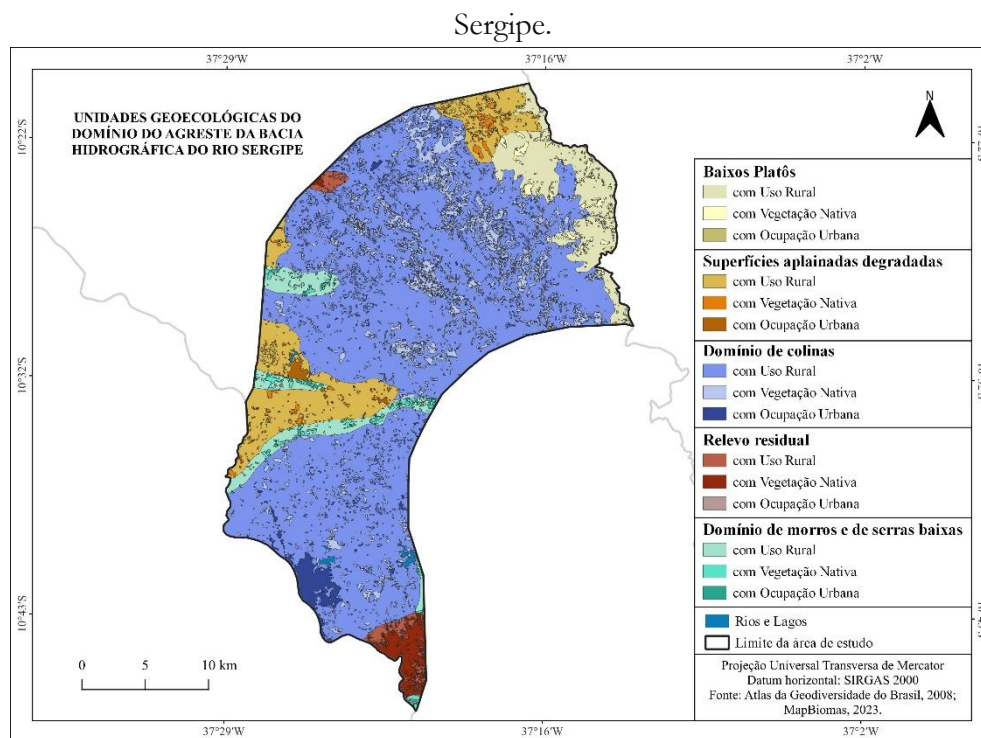 Sergipe.
37°29'W 37°16'W 37°2'W
UNIDADES GEOECOLÓGICAS DO
DOMÍNIO DO AGRESTE DA BACIA
HIDROGRÁFICA DO RIO SERGIPE
N
10°22'S
10°22'S
Baixos Platôs
com Uso Rural
com Vegetação Nativa
com Ocupação Urbana
Superfícies aplainadas degradadas
com Uso Rural
com Vegetação Nativa
com Ocupação Urbana
10°32'S
10°32'S
Domínio de colinas
com Uso Rural
com Vegetação Nativa
com Ocupação Urbana
Relevo residual
com Uso Rural
com Vegetação Nativa
com Ocupação Urbana
Domínio de morros e de serras baixas
com Uso Rural
com Vegetação Nativa
com Ocupação Urbana
10°43'S
10°43'S
Rios e Lagos
Limite da área de estudo
0 5 10 km
Projeção Universal Transversa de Mercator
Datum horizontal: SIRGAS 2000
Fonte: Atlas da Geodiversidade do Brasil, 2008;
MapBiomas, 2023.
37°29'W 37°16'W 37°2'W